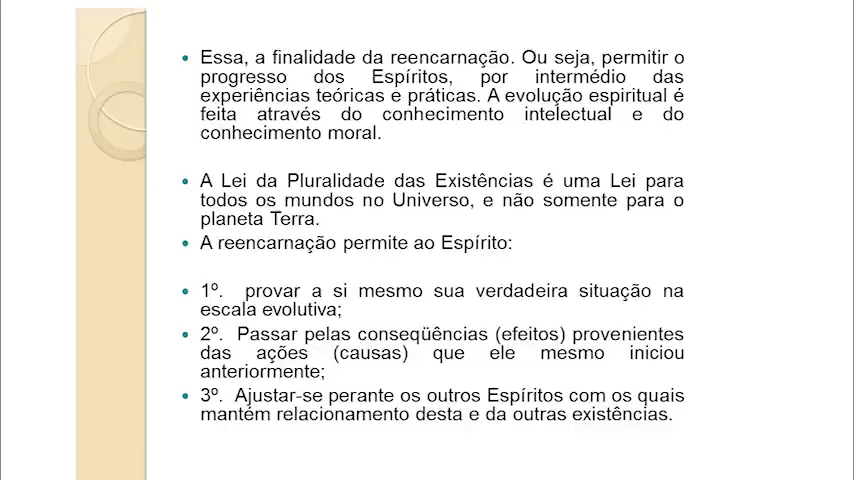 • Essa, a finalidade da reencarnação. Ou seja, permitir o
progresso dos Espíritos, por intermédio das
experiências teóricas e práticas. A evolução espiritual é
feita através do conhecimento intelectual e do
conhecimento moral.
• A Lei da Pluralidade das Existências é uma Lei para
todos os mundos no Universo, e não somente para o
planeta Terra.
• A reencarnação permite ao Espírito:
• 1º. provar a si mesmo sua verdadeira situação na
escala evolutiva;
• 2º. Passar pelas conseqüências (efeitos) provenientes
das ações (causas) que ele mesmo iniciou
anteriormente;
• 3º. Ajustar-se perante os outros Espíritos com os quais
mantém relacionamento desta e da outras existências.